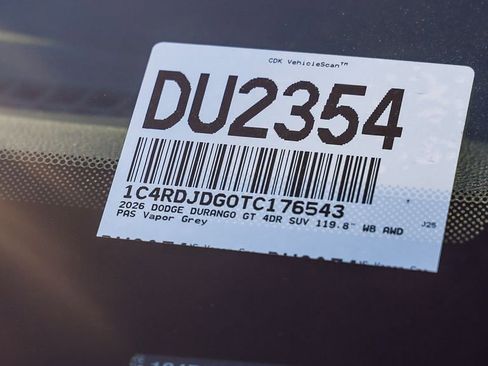 CDK VehicleScan™
DU2354
1C4RDJDG0TC176543
2026 DODGE DURANGO GT 4DR SUV 119.8" WB AWD
PAS Vapor Grey
J25